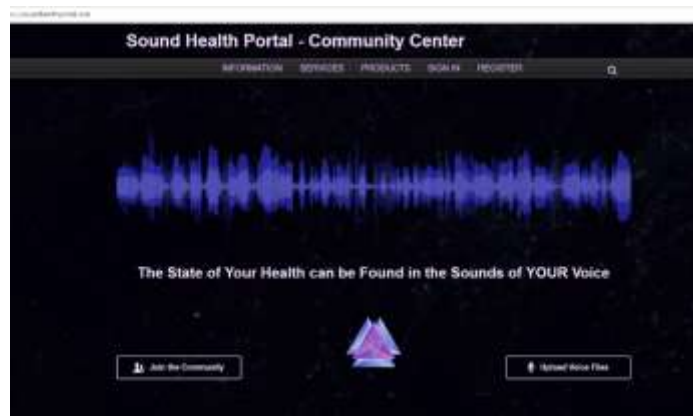 Sound Health Portal - Community Center
INFORMATION SERVICES PRODUCTS SIGN IN REGISTER
The State of Your Health can be Found in the Sounds of YOUR Voice
Join the Community
Upload Voice Files